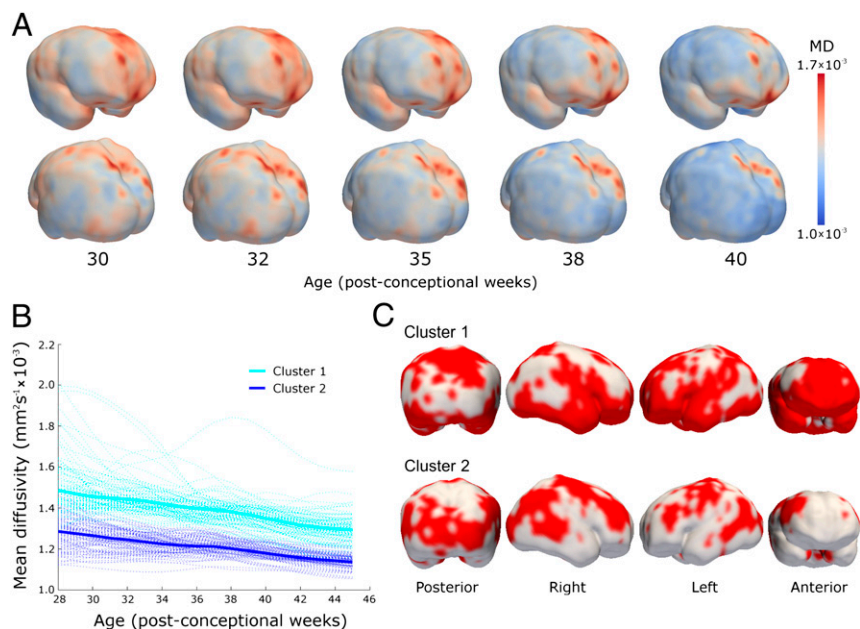 A
MD
1.7×10⁻³
1.0×10⁻³
30 32 35 38 40
Age (post-conceptional weeks)
B
Mean diffusivity (mm²s⁻¹×10⁻³)
2.2
2.0
1.8
1.6
1.4
1.2
1.0
Cluster 1
Cluster 2
28 30 32 34 36 38 40 42 44 46
Age (post-conceptional weeks)
C
Cluster 1
Cluster 2
Posterior Right Left Anterior